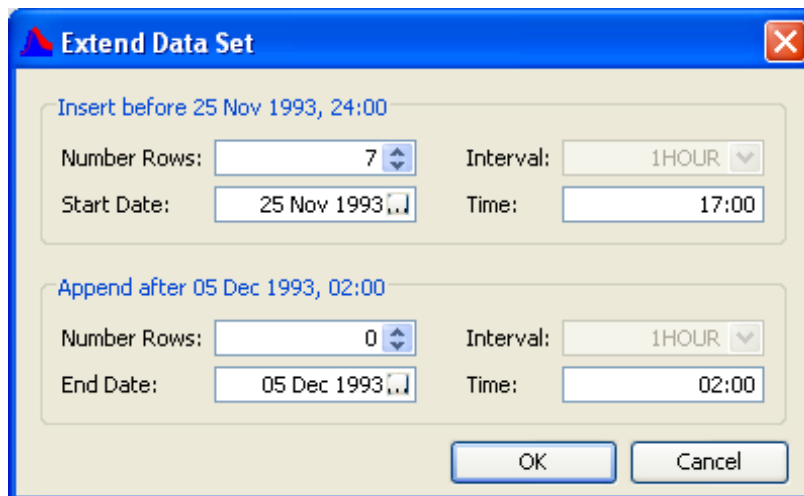 Extend Data Set
Insert before 25 Nov 1993, 24:00
Number Rows: 7 Interval: 1HOUR
Start Date: 25 Nov 1993 ... Time: 17:00
Append after 05 Dec 1993, 02:00
Number Rows: 0 Interval: 1HOUR
End Date: 05 Dec 1993 ... Time: 02:00
OK Cancel